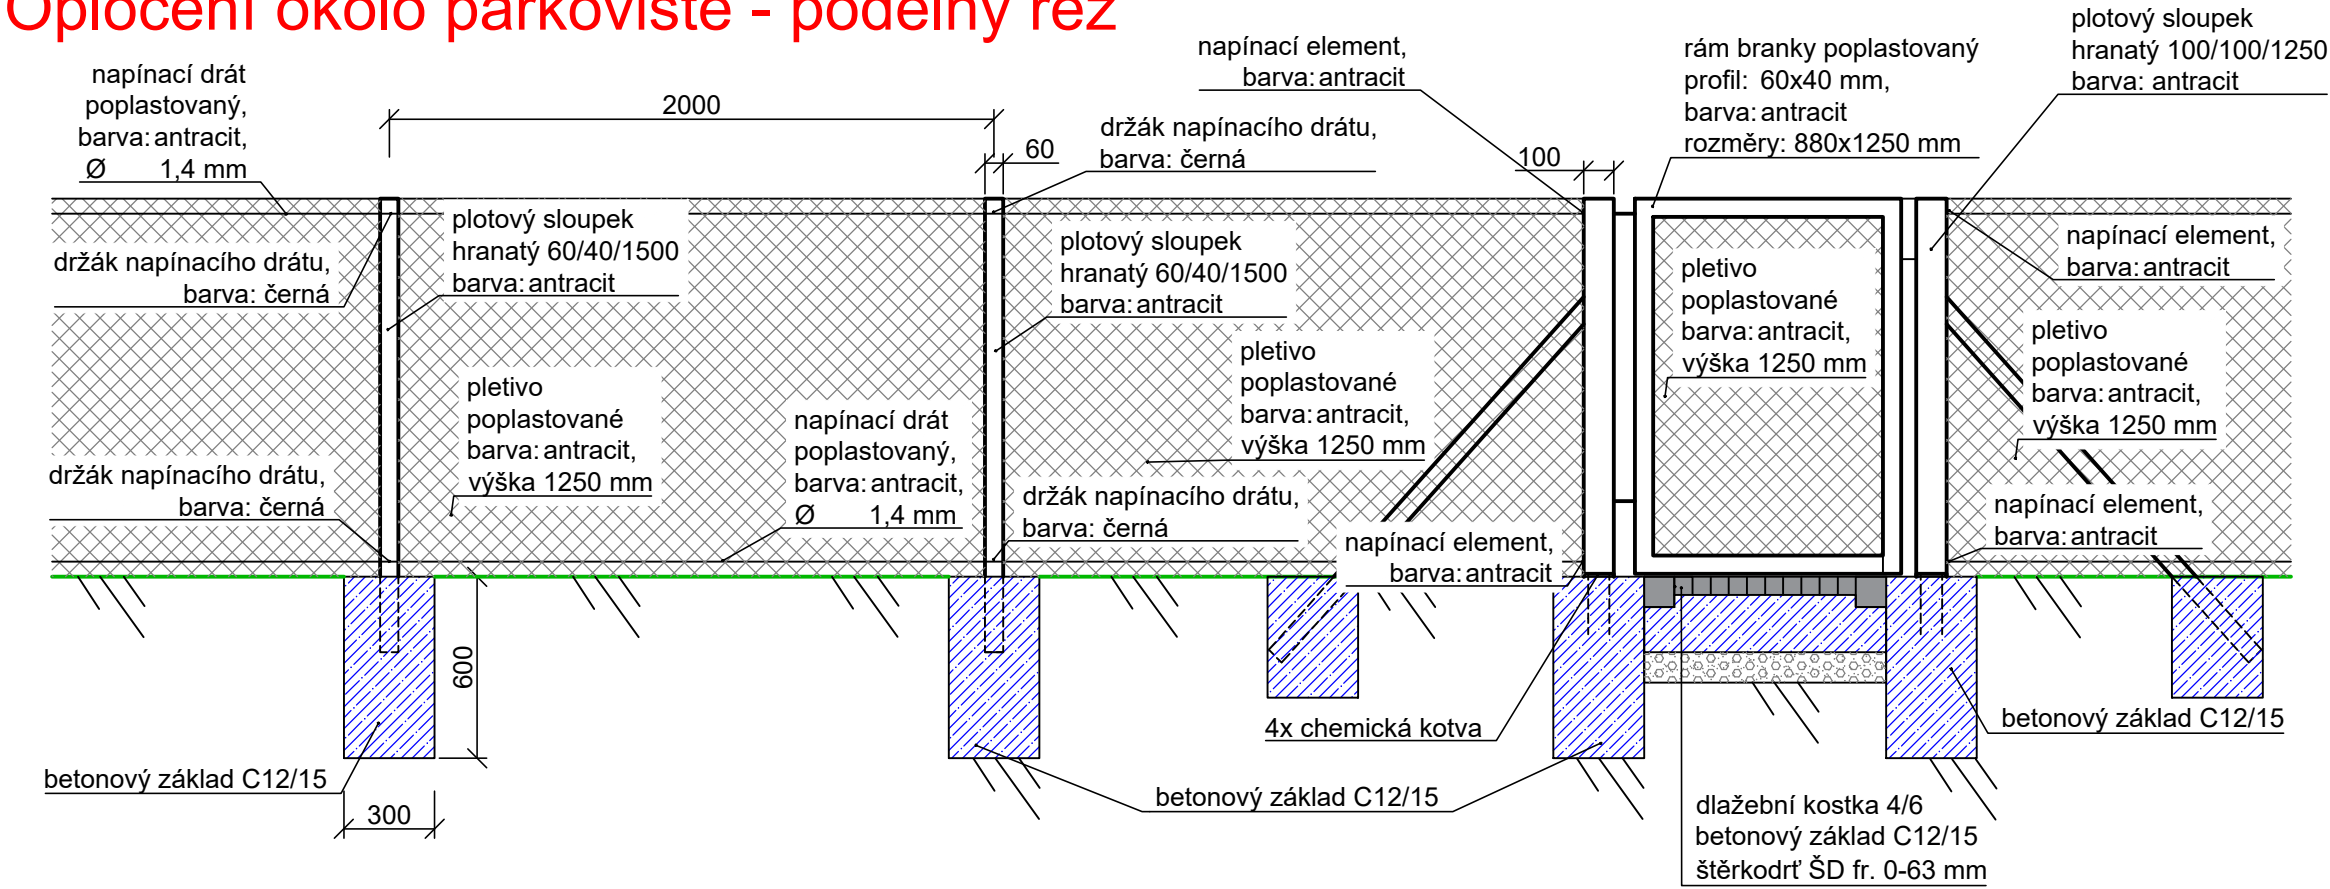 Oplocení okolo parkoviště - podélný řez
napínací drát
poplastovaný,
barva: antracit,
Ø 1,4 mm
2000
60
napínací element,
barva: antracit
držák napínacího drátu,
barva: černá
100
rám branky poplastovaný
profil: 60x40 mm,
barva: antracit
rozměry: 880x1250 mm
plotový sloupek
hranatý 100/100/1250
barva: antracit
držák napínacího drátu,
barva: černá
plotový sloupek
hranatý 60/40/1500
barva: antracit
plotový sloupek
hranatý 60/40/1500
barva: antracit
pletivo
poplastované
barva: antracit,
výška 1250 mm
napínací element,
barva: antracit
pletivo
poplastované
barva: antracit,
výška 1250 mm
pletivo
poplastované
barva: antracit,
výška 1250 mm
pletivo
poplastované
barva: antracit,
výška 1250 mm
napínací drát
poplastovaný,
barva: antracit,
Ø 1,4 mm
držák napínacího drátu,
barva: černá
držák napínacího drátu,
barva: černá
napínací element,
barva: antracit
napínací element,
barva: antracit
600
300
betonový základ C12/15
4x chemická kotva
betonový základ C12/15
betonový základ C12/15
dlažební kostka 4/6
betonový základ C12/15
štěrkodrť ŠD fr. 0-63 mm